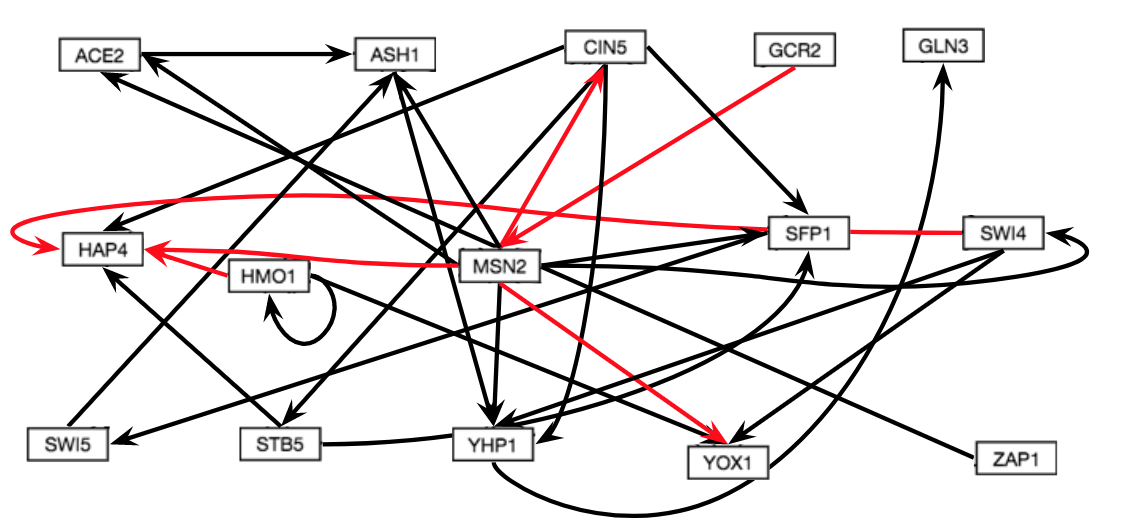 ACE2
ASH1
CIN5
GCR2
GLN3
HAP4
HMO1
MSN2
SFP1
SWI4
SWI5
STB5
YHP1
YOX1
ZAP1